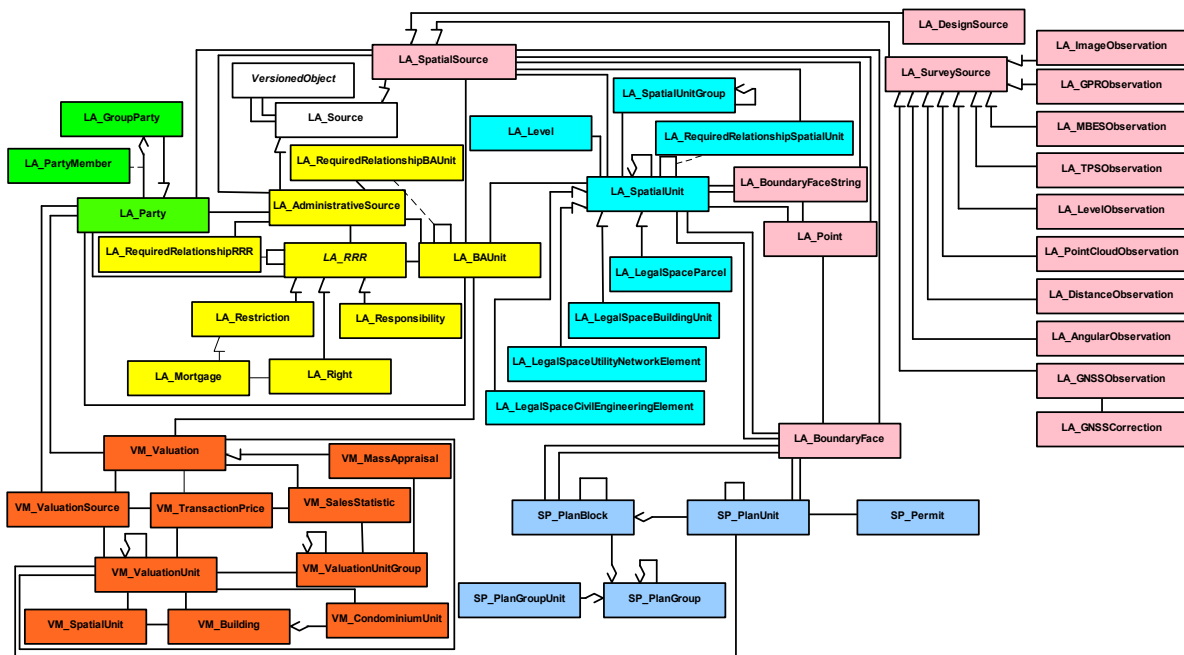 LA_DesignSource
LA_ImageObservation
LA_SpatialSource
LA_SurveySource
VersionedObject
LA_GPRObservation
LA_SpatialUnitGroup
LA_GroupParty
LA_Source
LA_MBESObservation
LA_Level
LA_RequiredRelationshipSpatialUnit
LA_PartyMember
LA_RequiredRelationshipBAUnit
LA_TPSObservation
LA_BoundaryFaceString
LA_SpatialUnit
LA_Party
LA_AdministrativeSource
LA_LevelObservation
LA_Point
LA_RequiredRelationshipRRR
LA_RRR
LA_BAUnit
LA_PointCloudObservation
LA_LegalSpaceParcel
LA_DistanceObservation
LA_Restriction
LA_Responsibility
LA_LegalSpaceBuildingUnit
LA_AngularObservation
LA_LegalSpaceUtilityNetworkElement
LA_Mortgage
LA_Right
LA_GNSSObservation
LA_LegalSpaceCivilEngineeringElement
LA_GNSSCorrection
LA_BoundaryFace
VM_Valuation
VM_MassAppraisal
VM_SalesStatistic
VM_ValuationSource
VM_TransactionPrice
SP_PlanBlock
SP_PlanUnit
SP_Permit
VM_ValuationUnit
VM_ValuationUnitGroup
SP_PlanGroupUnit
SP_PlanGroup
VM_SpatialUnit
VM_Building
VM_CondominiumUnit